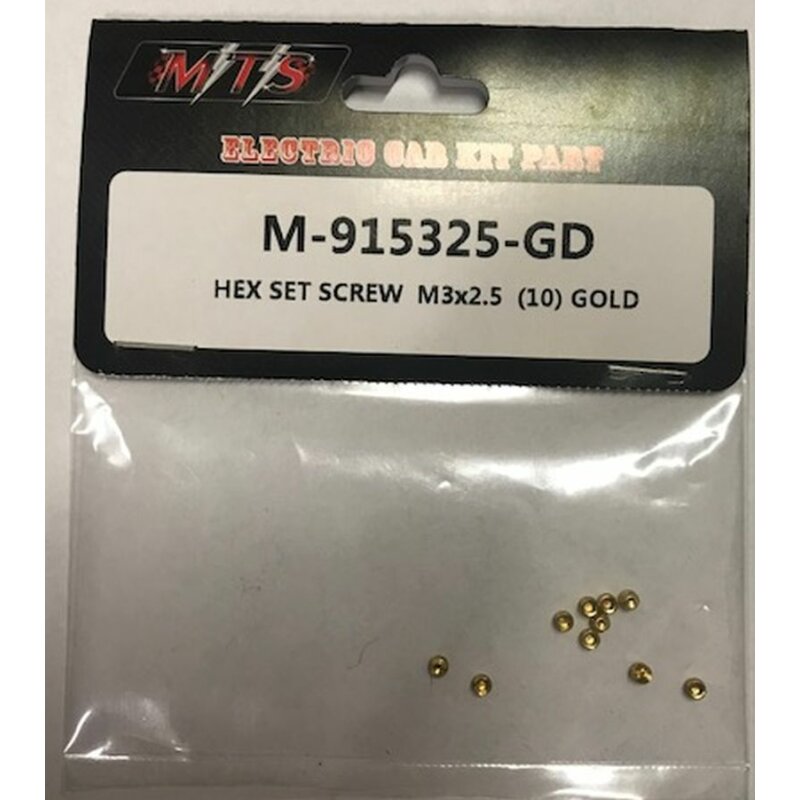 MTS
ELECTRIC CAR KIT PART
M-915325-GD
HEX SET SCREW M3x2.5 (10) GOLD